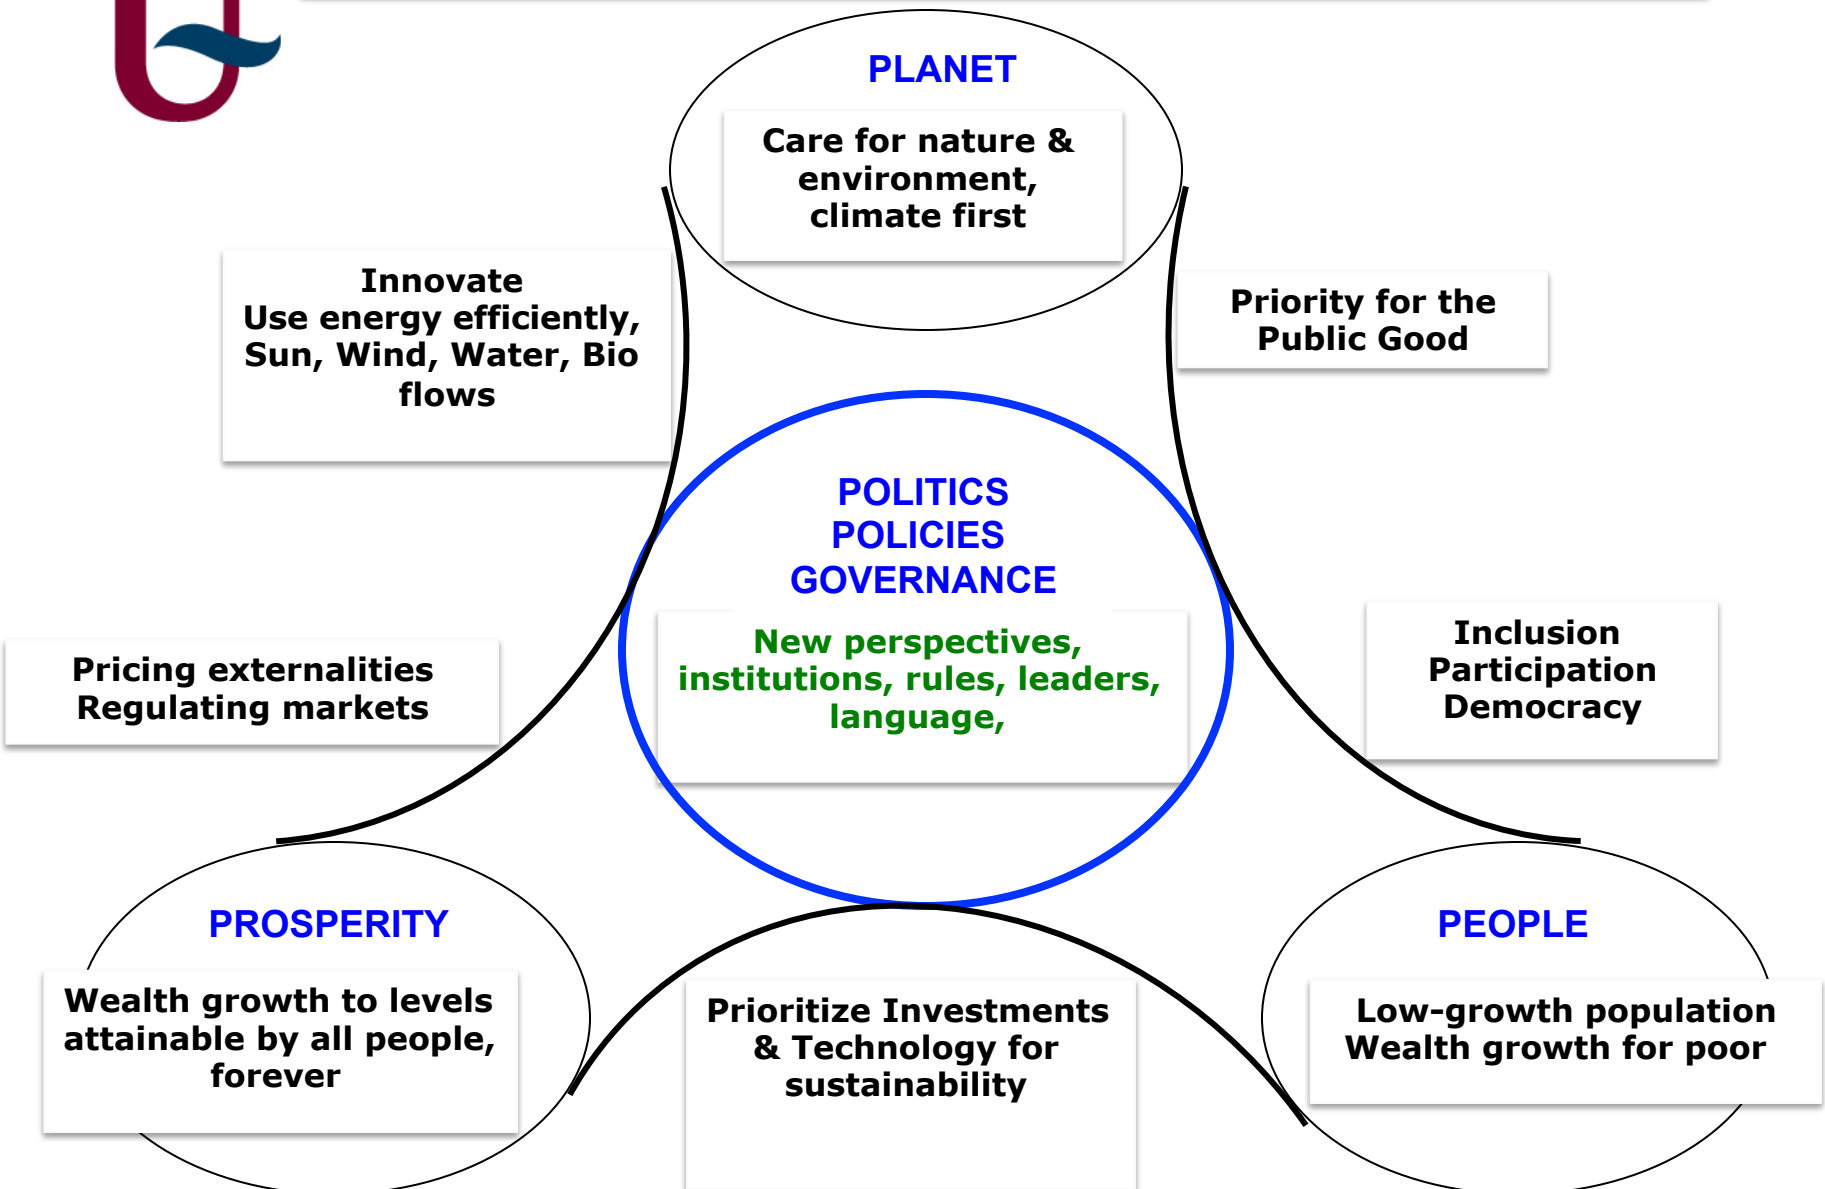 PLANET
Care for nature &
environment,
climate first
Innovate
Use energy efficiently,
Sun, Wind, Water, Bio
flows
Priority for the
Public Good
POLITICS
POLICIES
GOVERNANCE
New perspectives,
institutions, rules, leaders,
language,
Pricing externalities
Regulating markets
Inclusion
Participation
Democracy
PROSPERITY
Wealth growth to levels
attainable by all people,
forever
Prioritize Investments
& Technology for
sustainability
PEOPLE
Low-growth population
Wealth growth for poor